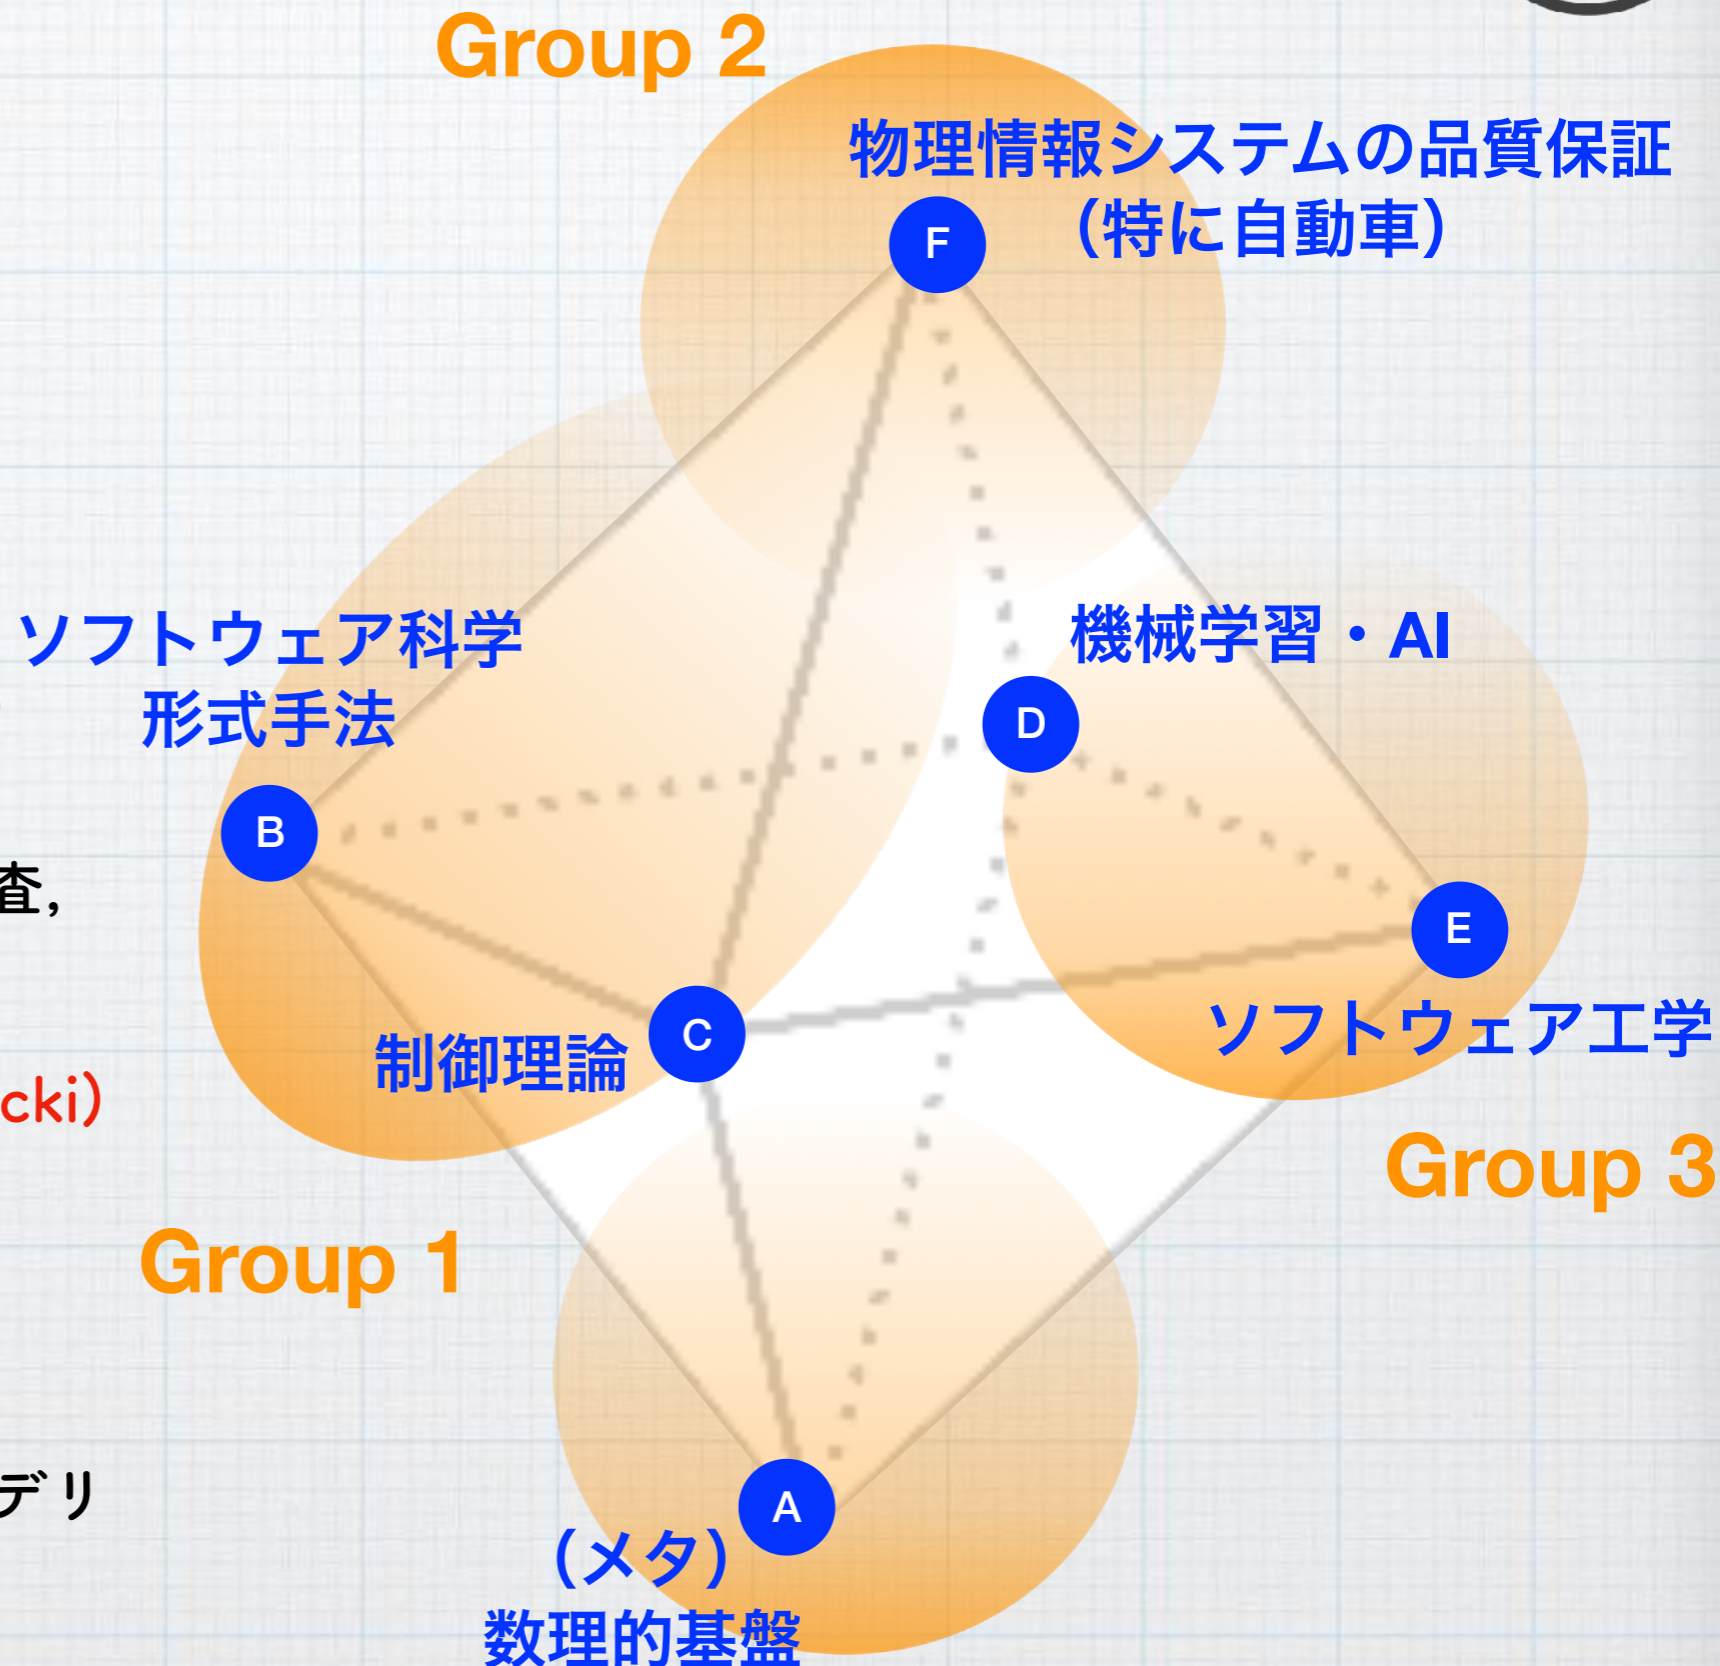 Group 2
物理情報システムの品質保証
（特に自動車）
F
機械学習・AI
ソフトウェア科学
形式手法
D
B
査,
E
ソフトウェア工学
C
制御理論
cki）
Group 3
Group 1
デリ
A
（メタ）
数理的基盤